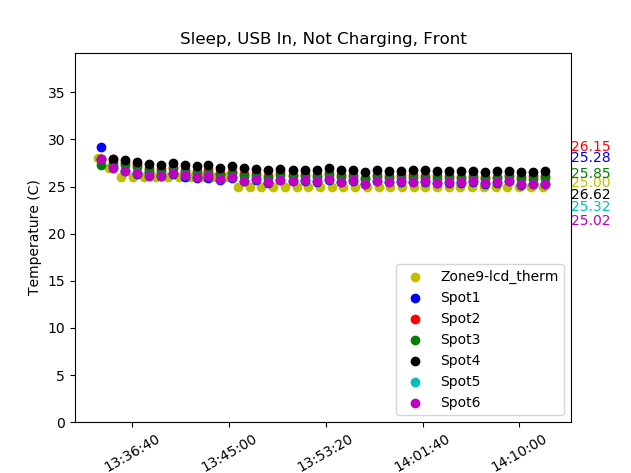 Sleep, USB In, Not Charging, Front
Temperature (C)
35
30
25
20
15
10
5
0
26.15
25.28
25.85
25.00
26.62
25.32
25.02
Zone9-lcd_therm
Spot1
Spot2
Spot3
Spot4
Spot5
Spot6
13:36:40
13:45:00
13:53:20
14:01:40
14:10:00